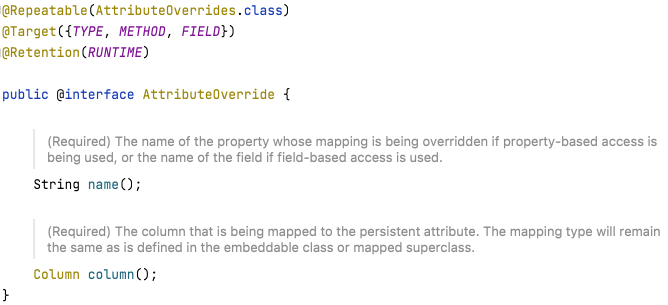 @Repeatable(AttributeOverrides.class)
@Target({TYPE, METHOD, FIELD})
@Retention(RUNTIME)
public @interface AttributeOverride {
(Required) The name of the property whose mapping is being overridden if property-based access is
being used, or the name of the field if field-based access is used.
String name();
(Required) The column that is being mapped to the persistent attribute. The mapping type will remain
the same as is defined in the embeddable class or mapped superclass.
Column column();
}